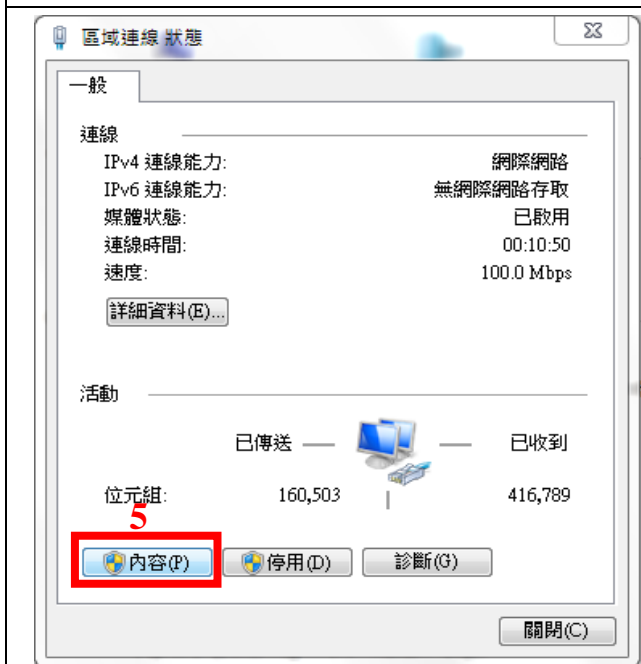 區域連線 狀態
一般
連線
IPv4 連線能力: 網際網路
IPv6 連線能力: 無網際網路存取
媒體狀態: 已啟用
連線時間: 00:10:50
速度: 100.0 Mbps
詳細資料(E)...
活動
已傳送 已收到
位元組: 160,503 416,789
5
內容(P) 停用(D) 診斷(G)
關閉(C)